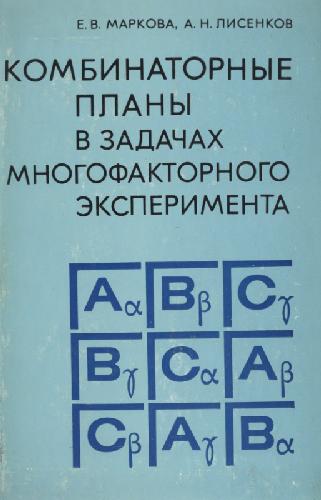 Е. В. МАРКОВА, А. Н. ЛИСЕНКОВ
КОМБИНАТОРНЫЕ
ПЛАНЫ
В ЗАДАЧАХ
МНОГОФАКТОРНОГО
ЭКСПЕРИМЕНТА
Aα Bβ Cγ
Bγ Cα Aβ
Cβ Aγ Bα